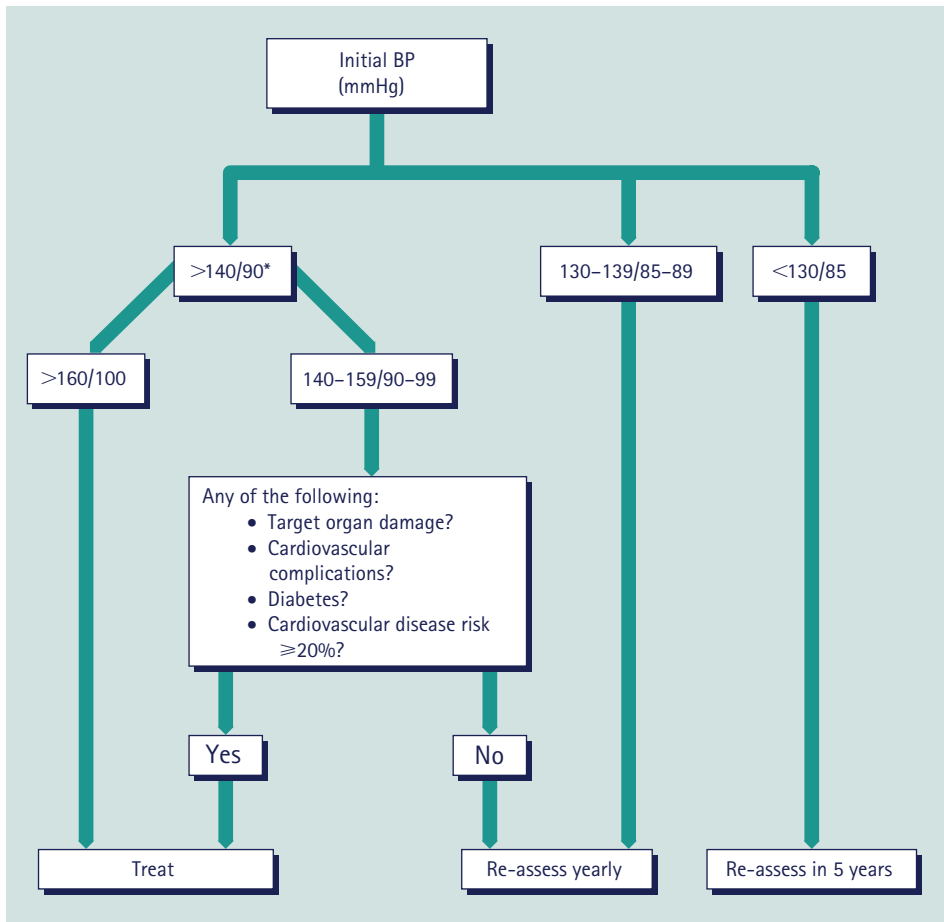 Initial BP
(mmHg)
>140/90*
130–139/85–89
<130/85
>160/100
140–159/90–99
Any of the following:
• Target organ damage?
• Cardiovascular
complications?
• Diabetes?
• Cardiovascular disease risk
⩾20%?
Yes
No
Treat
Re-assess yearly
Re-assess in 5 years